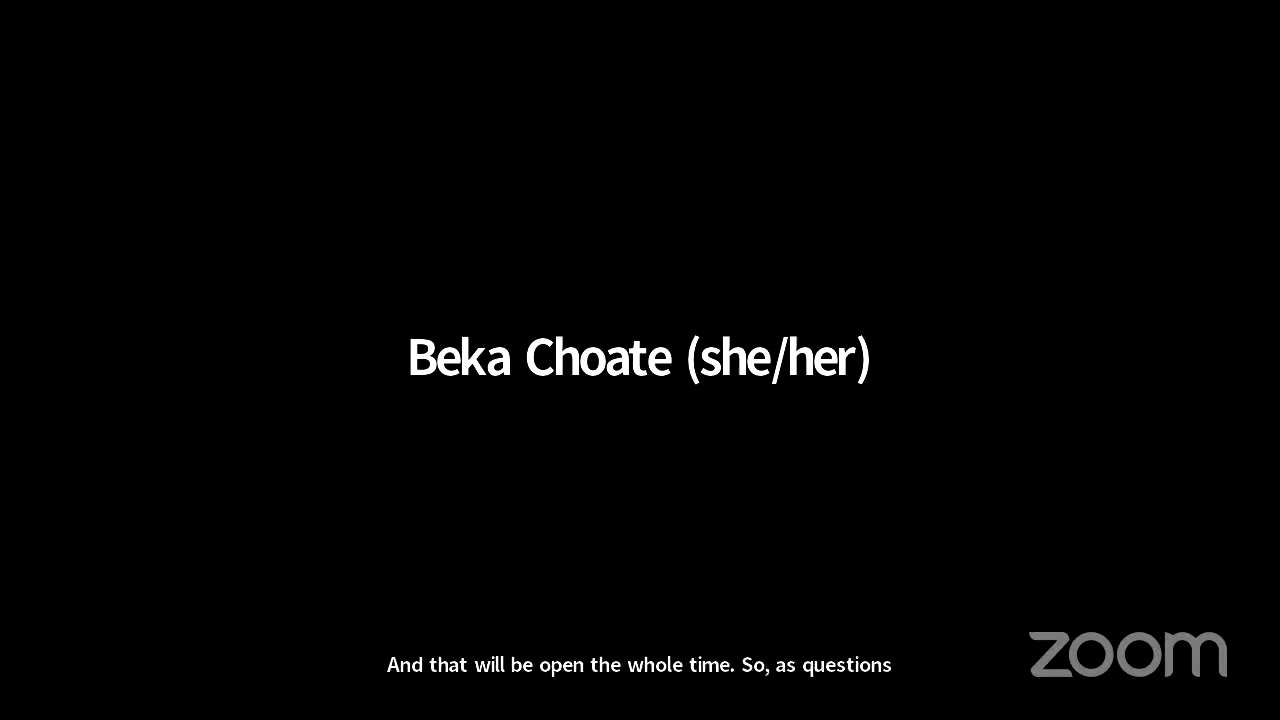 Beka Choate (she/her)
And that will be open the whole time. So, as questions
zoom